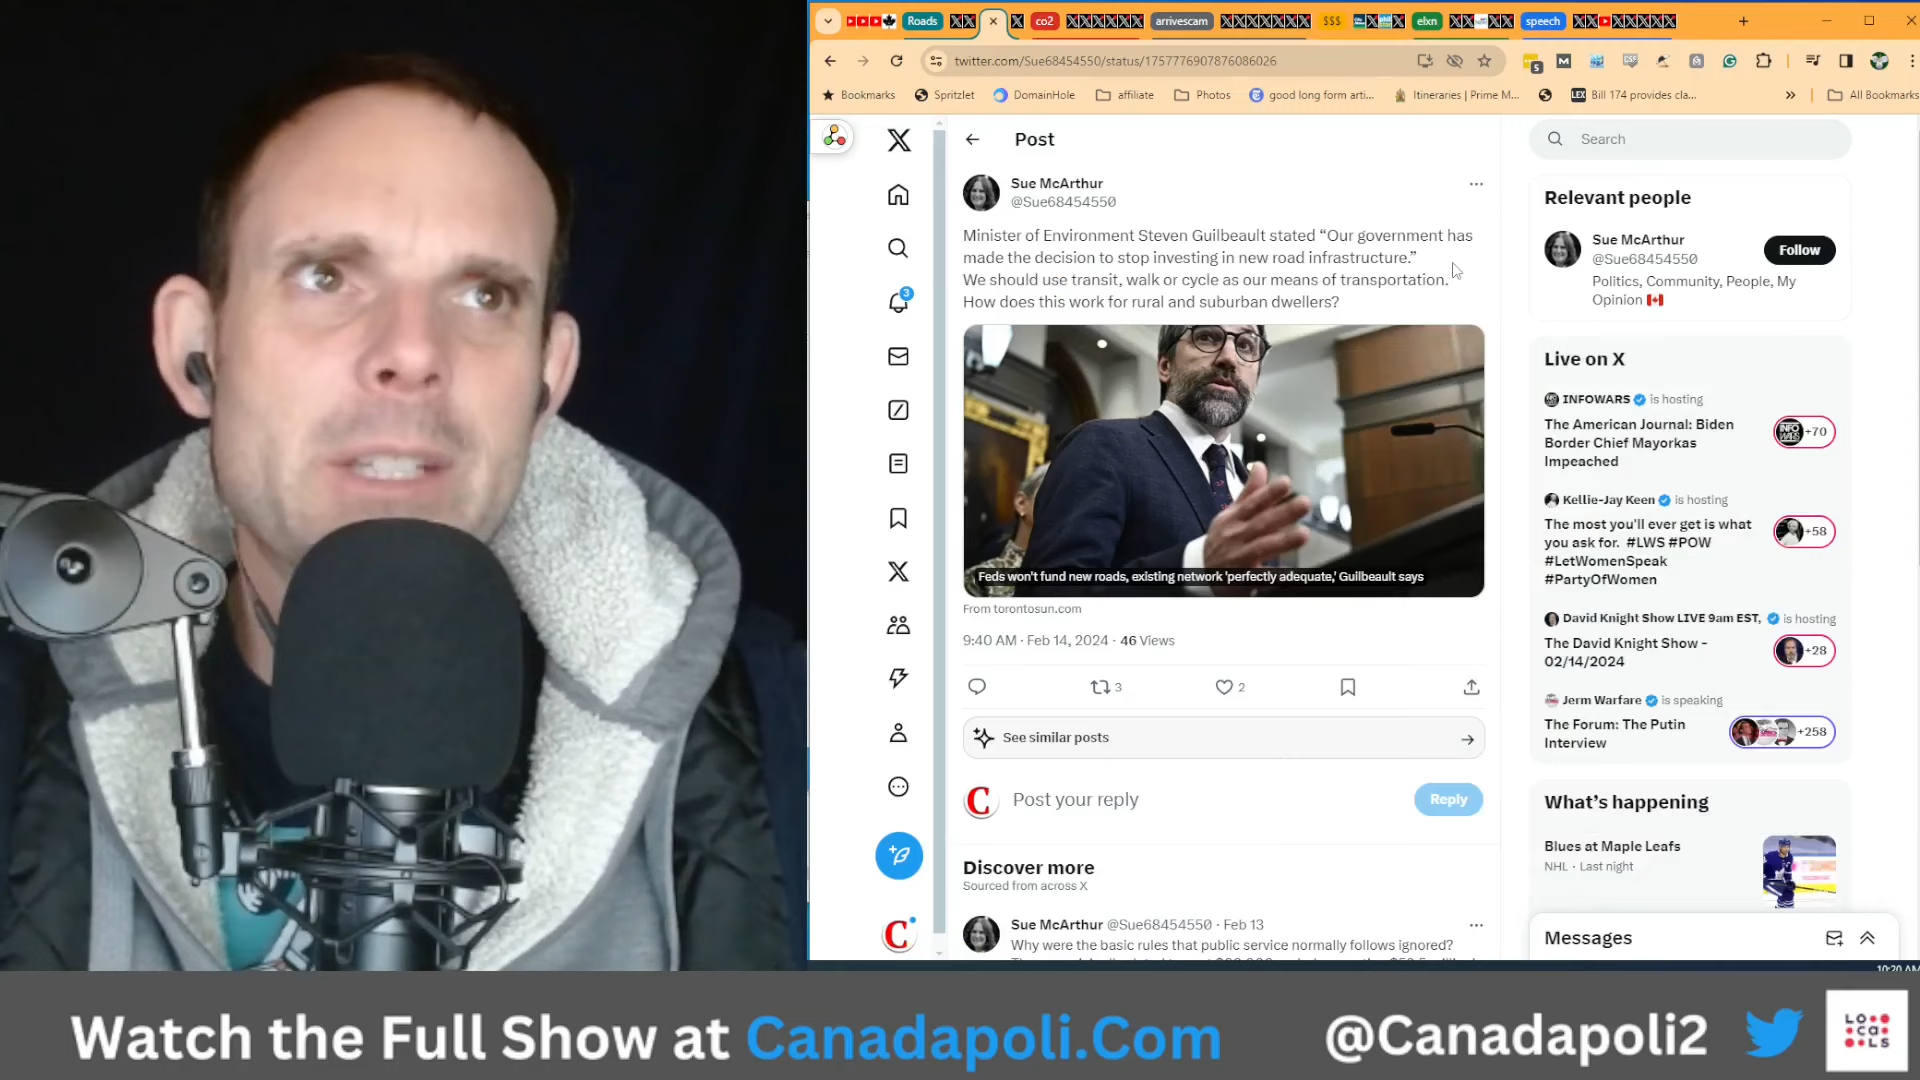 Roads
co2
arrivescam
$$$
elxn
speech
twitter.com/Sue68454550/status/1757776907876086026
Bookmarks
Spritzlet
DomainHole
affiliate
Photos
good long form arti...
Itineraries | Prime M...
Bill 174 provides cla...
All Bookmarks
Post
Search
Sue McArthur
@Sue68454550
Minister of Environment Steven Guilbeault stated “Our government has
made the decision to stop investing in new road infrastructure.”
We should use transit, walk or cycle as our means of transportation.
How does this work for rural and suburban dwellers?
Feds won't fund new roads, existing network 'perfectly adequate,' Guilbeault says
From torontosun.com
9:40 AM · Feb 14, 2024 · 46 Views
3
2
See similar posts
Post your reply
Reply
Discover more
Sourced from across X
Sue McArthur @Sue68454550 · Feb 13
Why were the basic rules that public service normally follows ignored?
Relevant people
Sue McArthur
@Sue68454550
Follow
Politics, Community, People, My
Opinion
Live on X
INFOWARS is hosting
The American Journal: Biden
Border Chief Mayorkas
Impeached
+70
Kellie-Jay Keen is hosting
The most you'll ever get is what
you ask for. #LWS #POW
#LetWomenSpeak
#PartyOfWomen
+58
David Knight Show LIVE 9am EST, is hosting
The David Knight Show -
02/14/2024
+28
Jerm Warfare is speaking
The Forum: The Putin
Interview
+258
What's happening
Blues at Maple Leafs
NHL · Last night
Messages
10:20 AM
Watch the Full Show at Canadapoli.Com
@Canadapoli2
LO
ca
LS